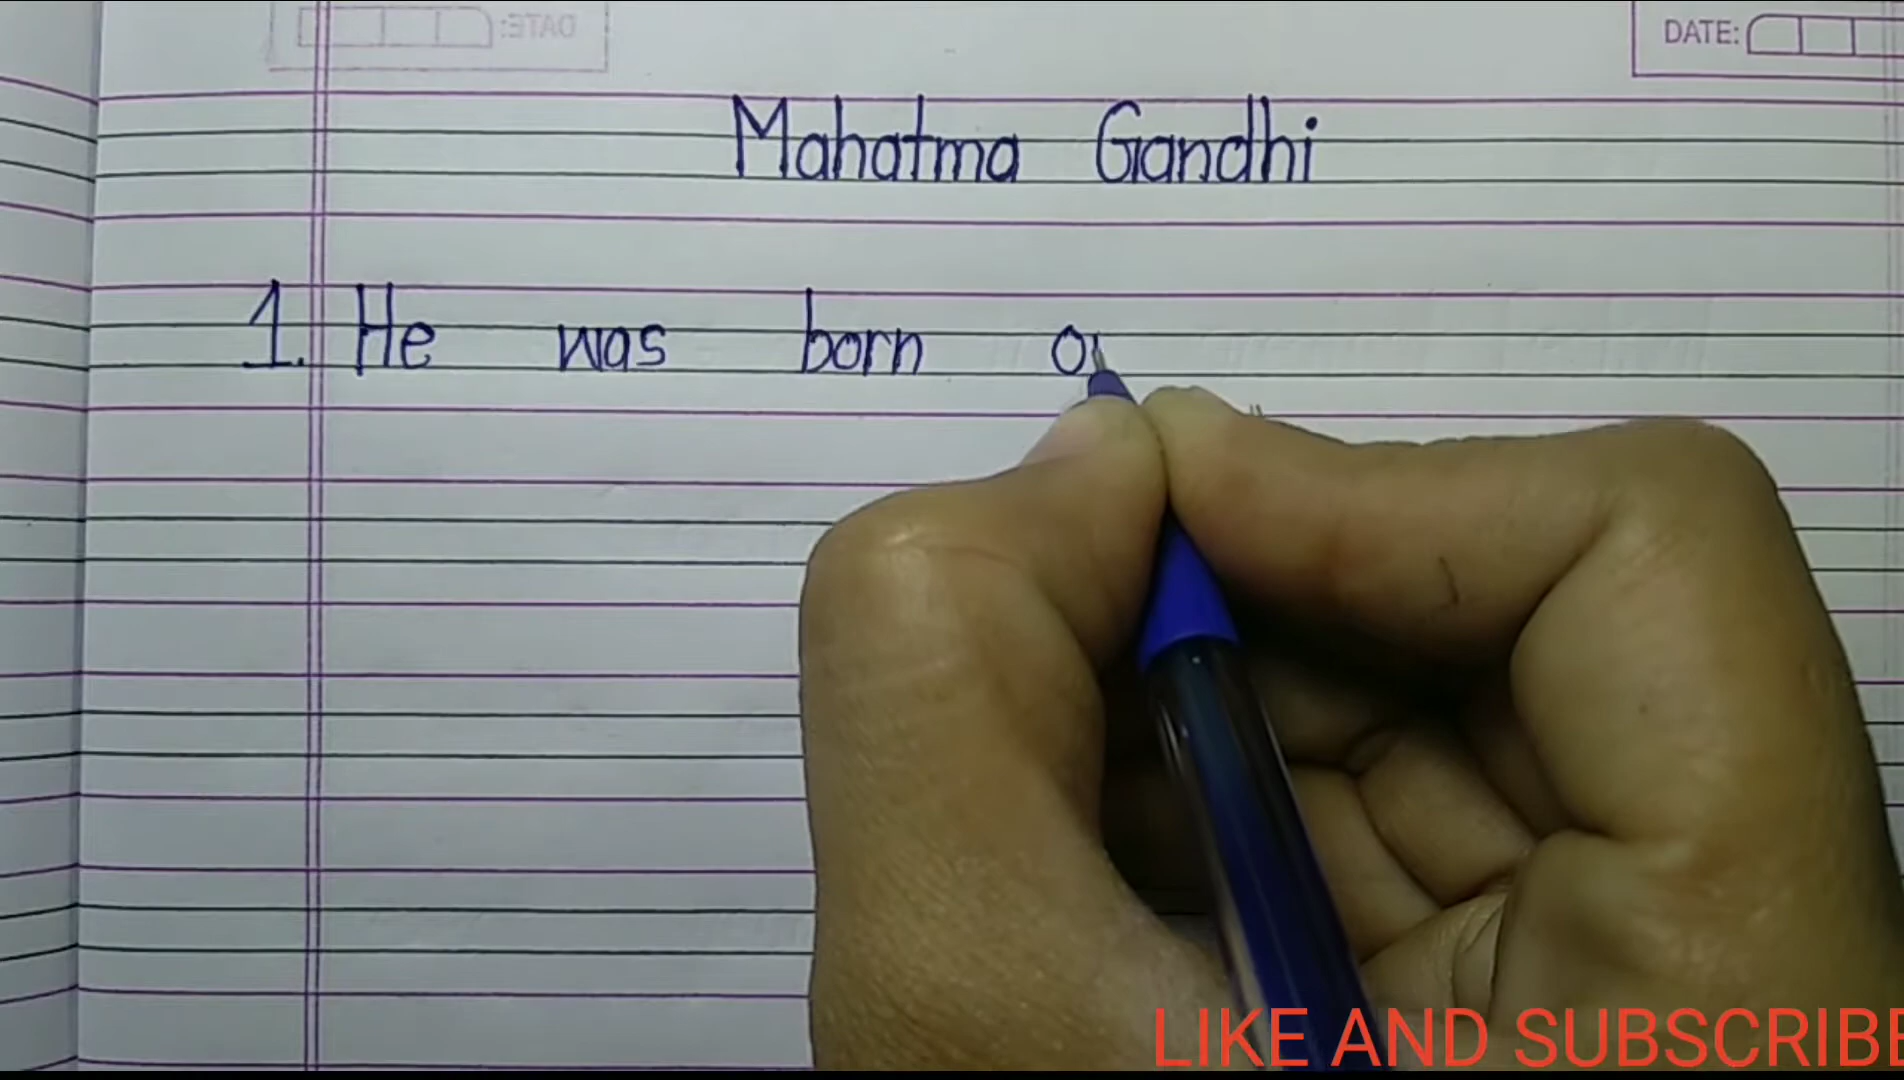 DATE:
DATE:
Mahatma Gandhi
1. He was born
LIKE AND SUBSCRIBE